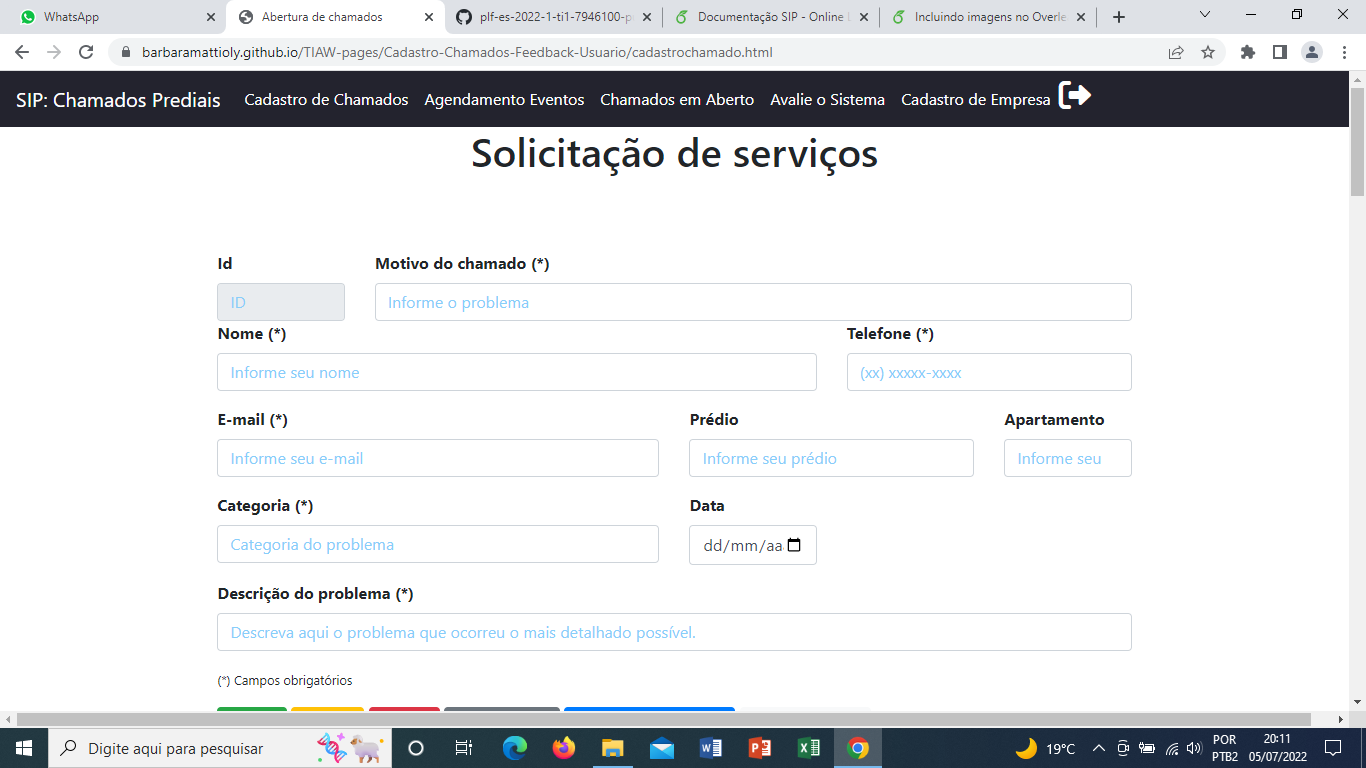 WhatsApp
Abertura de chamados
plf-es-2022-1-ti1-7946100-p
Documentação SIP - Online
Incluindo imagens no Overle
barbaramattioly.github.io/TIAW-pages/Cadastro-Chamados-Feedback-Usuario/cadastrochamado.html
SIP: Chamados Prediais Cadastro de Chamados Agendamento Eventos Chamados em Aberto Avalie o Sistema Cadastro de Empresa
Solicitação de serviços
Id Motivo do chamado (*)
ID Informe o problema
Nome (*) Telefone (*)
Informe seu nome (xx) xxxxx-xxxx
E-mail (*) Prédio Apartamento
Informe seu e-mail Informe seu prédio Informe seu
Categoria (*) Data
Categoria do problema dd/mm/aa
Descrição do problema (*)
Descreva aqui o problema que ocorreu o mais detalhado possível.
(*) Campos obrigatórios
Digite aqui para pesquisar
19°C
POR
PTB2
20:11
05/07/2022